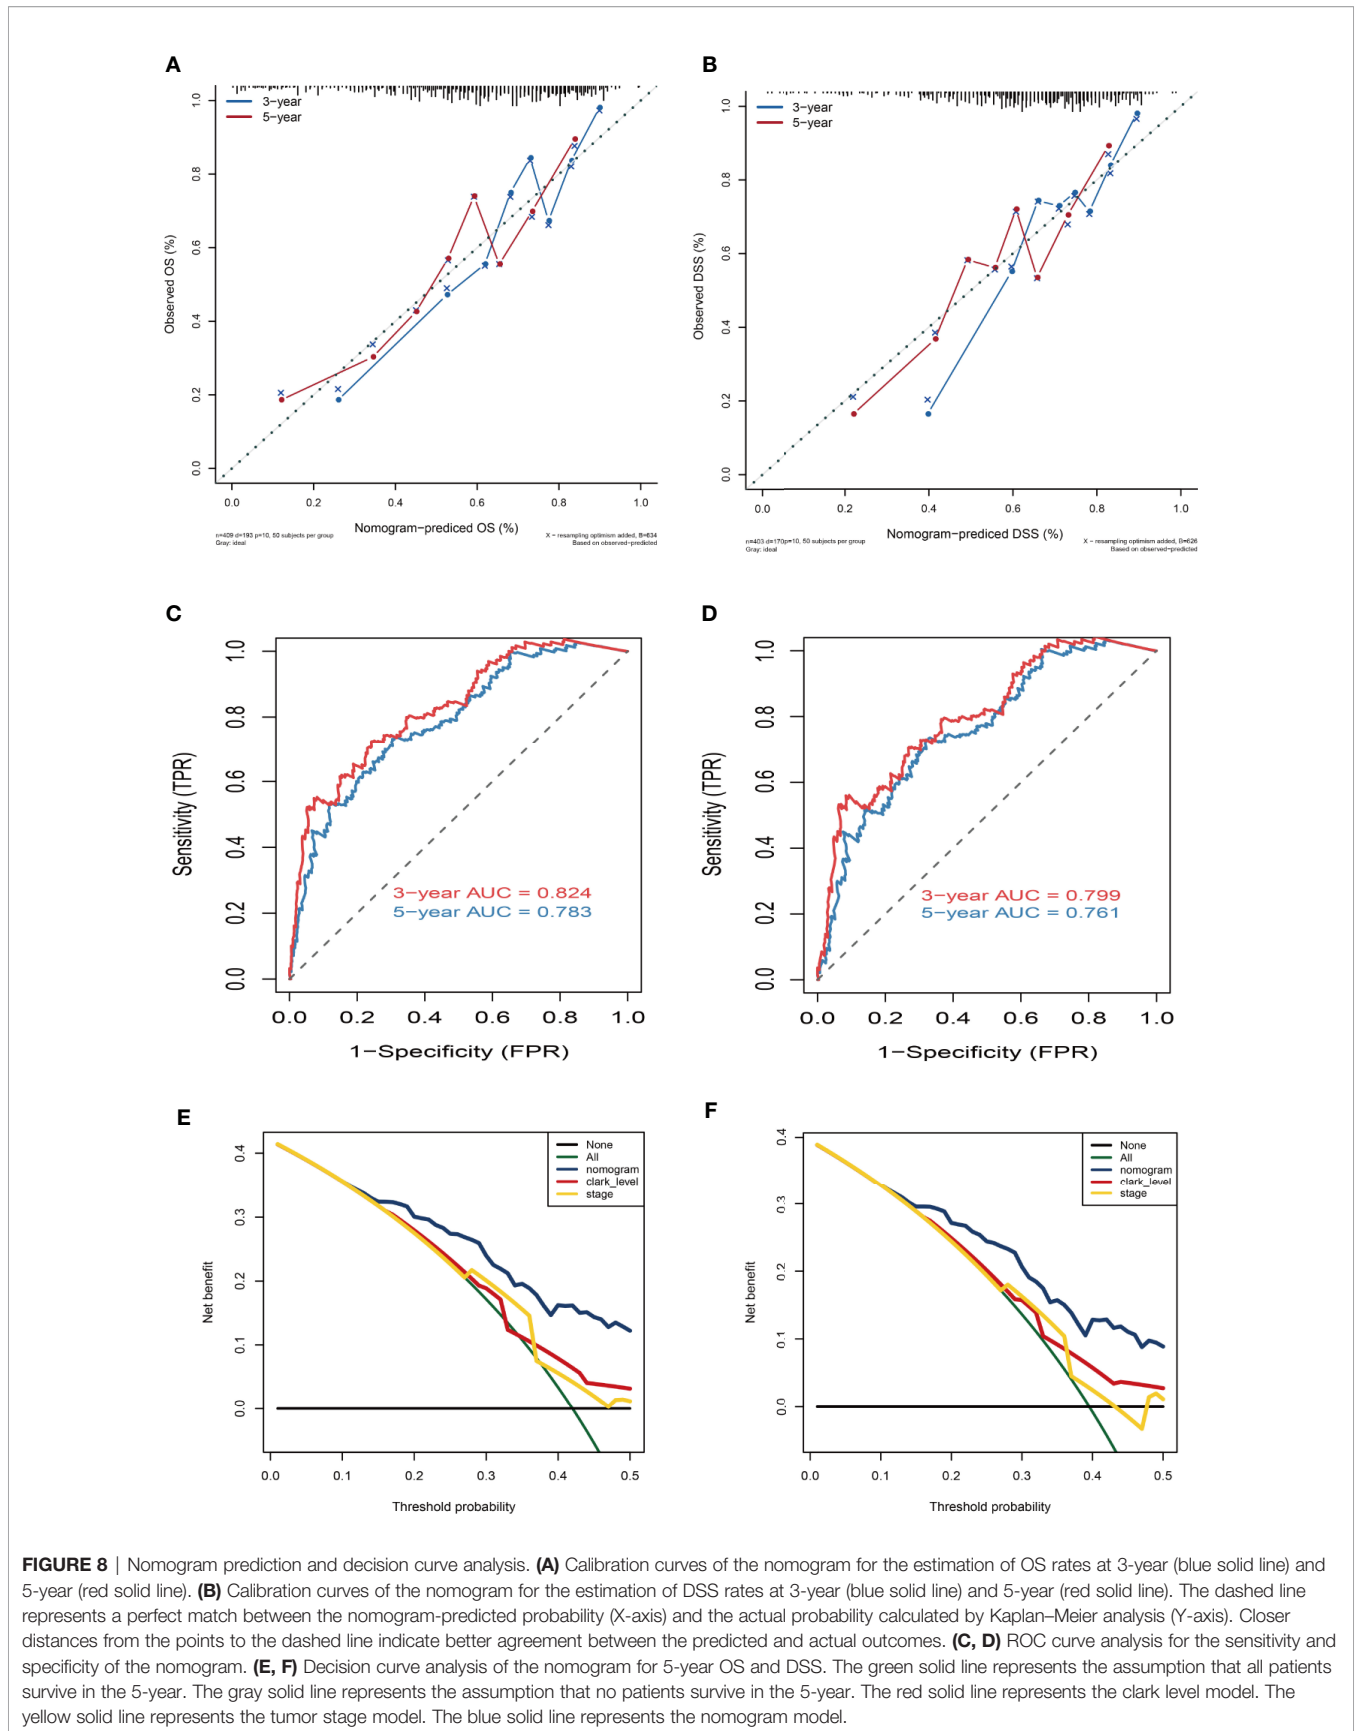 A
3−year
5−year
Observed OS (%)
0.0
0.2
0.4
0.6
0.8
1.0
0.0 0.2 0.4 0.6 0.8 1.0
Nomogram−prediced OS (%)
n=409 d=193 p=10, 50 subjects per group
Gray: ideal
X − resampling optimism added, B=634
Based on observed−predicted
B
3−year
5−year
Observed DSS (%)
0.0
0.2
0.4
0.6
0.8
1.0
0.0 0.2 0.4 0.6 0.8 1.0
Nomogram−prediced DSS (%)
n=403 d=170p=10, 50 subjects per group
Gray: ideal
X − resampling optimism added, B=626
Based on observed−predicted
C
Sensitivity (TPR)
0.0
0.2
0.4
0.6
0.8
1.0
3−year AUC = 0.824
5−year AUC = 0.783
0.0 0.2 0.4 0.6 0.8 1.0
1−Specificity (FPR)
D
Sensitivity (TPR)
0.0
0.2
0.4
0.6
0.8
1.0
3−year AUC = 0.799
5−year AUC = 0.761
0.0 0.2 0.4 0.6 0.8 1.0
1−Specificity (FPR)
E
None
All
nomogram
clark_level
stage
Net benefit
0.0
0.1
0.2
0.3
0.4
0.0 0.1 0.2 0.3 0.4 0.5
Threshold probability
F
None
All
nomogram
clark_level
stage
Net benefit
0.0
0.1
0.2
0.3
0.4
0.0 0.1 0.2 0.3 0.4 0.5
Threshold probability
FIGURE 8 | Nomogram prediction and decision curve analysis. (A) Calibration curves of the nomogram for the estimation of OS rates at 3-year (blue solid line) and
5-year (red solid line). (B) Calibration curves of the nomogram for the estimation of DSS rates at 3-year (blue solid line) and 5-year (red solid line). The dashed line
represents a perfect match between the nomogram-predicted probability (X-axis) and the actual probability calculated by Kaplan–Meier analysis (Y-axis). Closer
distances from the points to the dashed line indicate better agreement between the predicted and actual outcomes. (C, D) ROC curve analysis for the sensitivity and
specificity of the nomogram. (E, F) Decision curve analysis of the nomogram for 5-year OS and DSS. The green solid line represents the assumption that all patients
survive in the 5-year. The gray solid line represents the assumption that no patients survive in the 5-year. The red solid line represents the clark level model. The
yellow solid line represents the tumor stage model. The blue solid line represents the nomogram model.